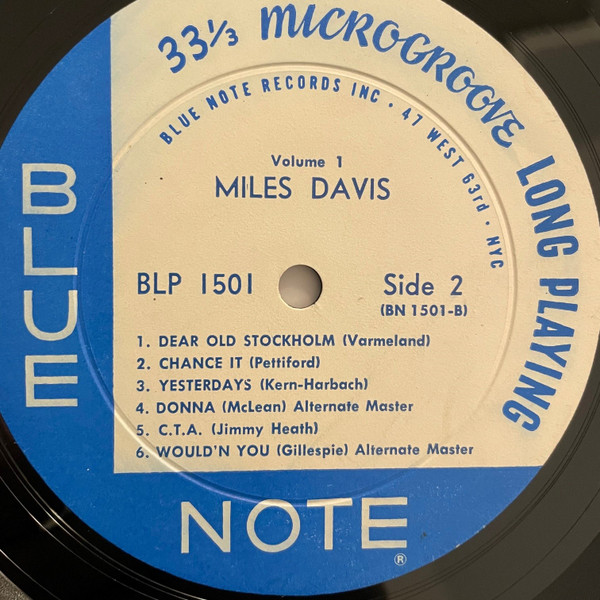 33⅓ MICROGROOVE LONG PLAYING
BLUE NOTE RECORDS INC · 47 WEST 63rd · NYC
Volume 1
MILES DAVIS
BLP 1501
Side 2
(BN 1501-B)
1. DEAR OLD STOCKHOLM (Varmeland)
2. CHANCE IT (Pettiford)
3. YESTERDAYS (Kern-Harbach)
4. DONNA (McLean) Alternate Master
5. C.T.A. (Jimmy Heath)
6. WOULD'N YOU (Gillespie) Alternate Master
BLUE
NOTE
®